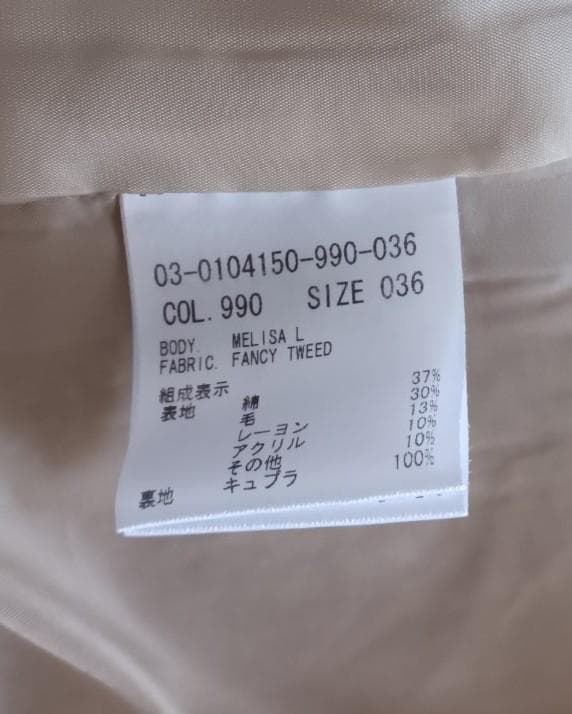 03-0104150-990-036
COL. 990 SIZE 036
BODY. MELISA L
FABRIC. FANCY TWEED
組成表示
表地 綿 37%
毛 30%
レーヨン 13%
アクリル 10%
その他 10%
裏地 キュプラ 100%